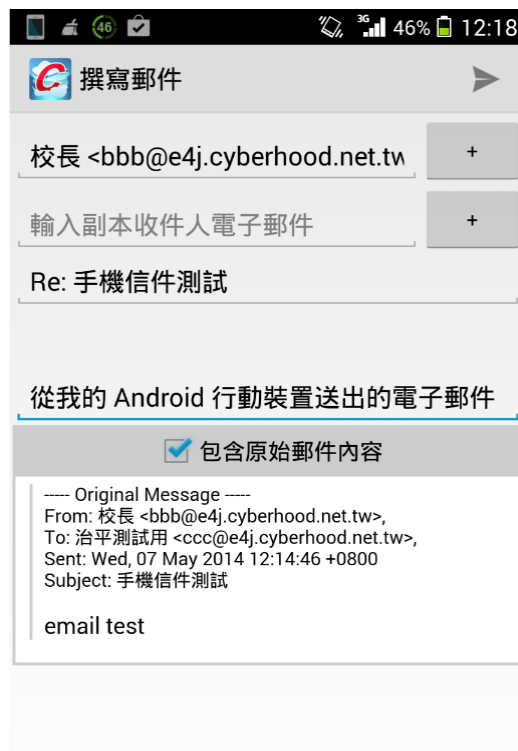 46 3G 46% 12:18
撰寫郵件
校長 <bbb@e4j.cyberhood.net.tw +
輸入副本收件人電子郵件 +
Re: 手機信件測試
從我的 Android 行動裝置送出的電子郵件
包含原始郵件內容
----- Original Message -----
From: 校長 <bbb@e4j.cyberhood.net.tw>,
To: 治平測試用 <ccc@e4j.cyberhood.net.tw>,
Sent: Wed, 07 May 2014 12:14:46 +0800
Subject: 手機信件測試
email test